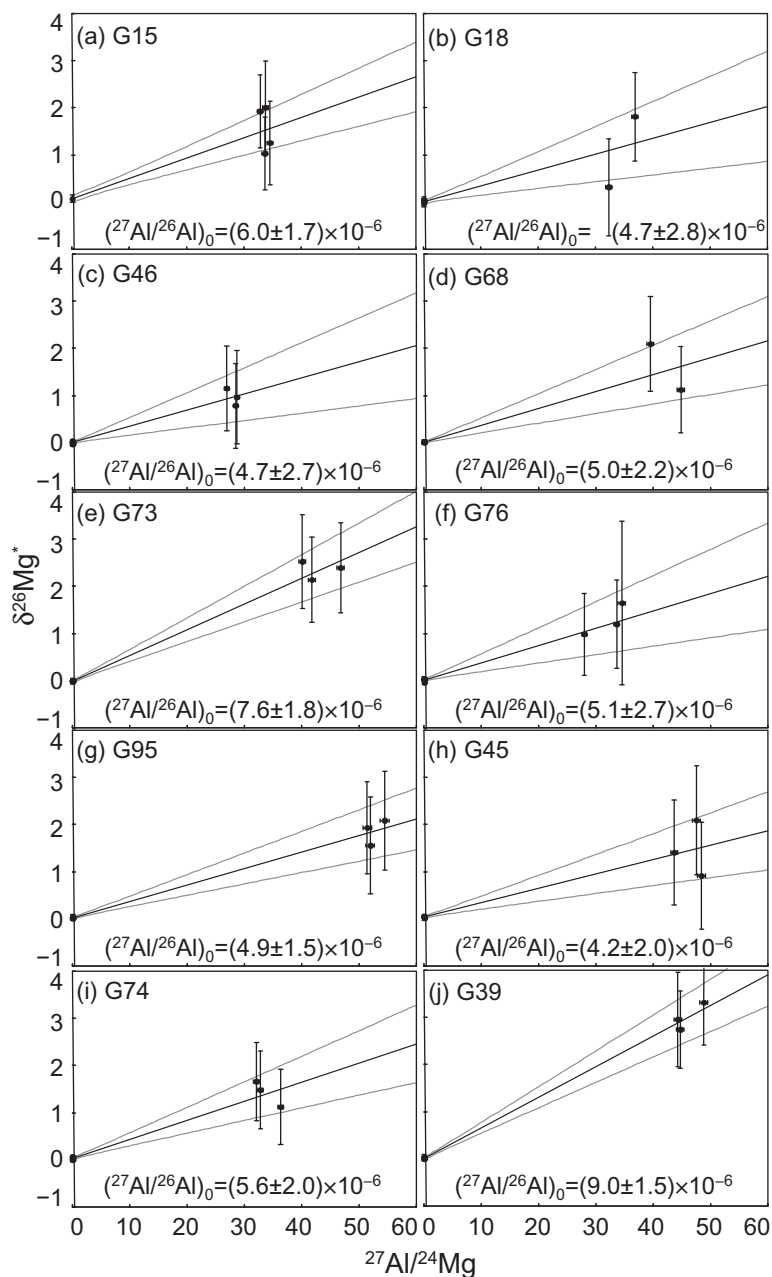 4
3
2
1
0
−1
(a) G15
(²⁷Al/²⁶Al)₀=(6.0±1.7)×10⁻⁶
(b) G18
(²⁷Al/²⁶Al)₀= (4.7±2.8)×10⁻⁶
4
3
2
1
0
−1
(c) G46
(²⁷Al/²⁶Al)₀=(4.7±2.7)×10⁻⁶
(d) G68
(²⁷Al/²⁶Al)₀=(5.0±2.2)×10⁻⁶
δ²⁶Mg*
4
3
2
1
0
−1
(e) G73
(²⁷Al/²⁶Al)₀=(7.6±1.8)×10⁻⁶
(f) G76
(²⁷Al/²⁶Al)₀=(5.1±2.7)×10⁻⁶
4
3
2
1
0
−1
(g) G95
(²⁷Al/²⁶Al)₀=(4.9±1.5)×10⁻⁶
(h) G45
(²⁷Al/²⁶Al)₀=(4.2±2.0)×10⁻⁶
4
3
2
1
0
−1
(i) G74
(²⁷Al/²⁶Al)₀=(5.6±2.0)×10⁻⁶
(j) G39
(²⁷Al/²⁶Al)₀=(9.0±1.5)×10⁻⁶
0 10 20 30 40 50 60 0 10 20 30 40 50 60
²⁷Al/²⁴Mg